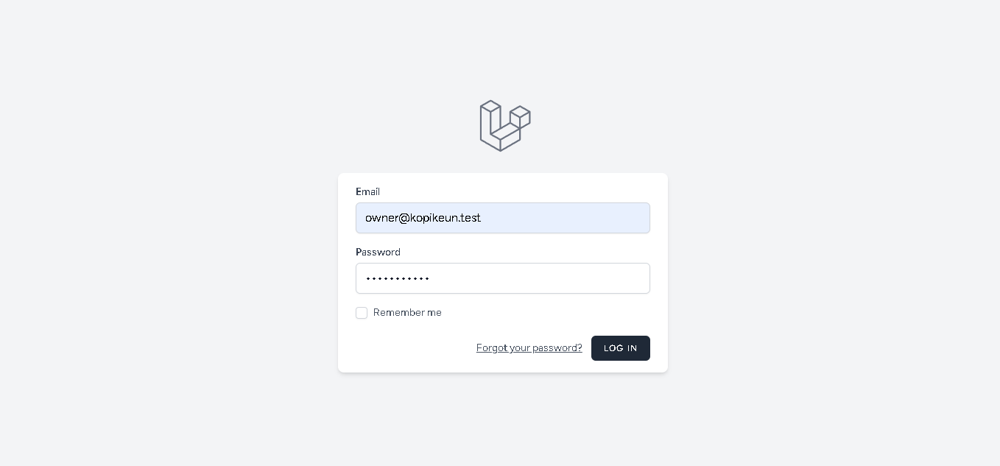 Email
owner@kopikeun.test
Password
•••••••••••
Remember me
Forgot your password? LOG IN